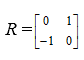 R = [ 0 1
-1 0 ]